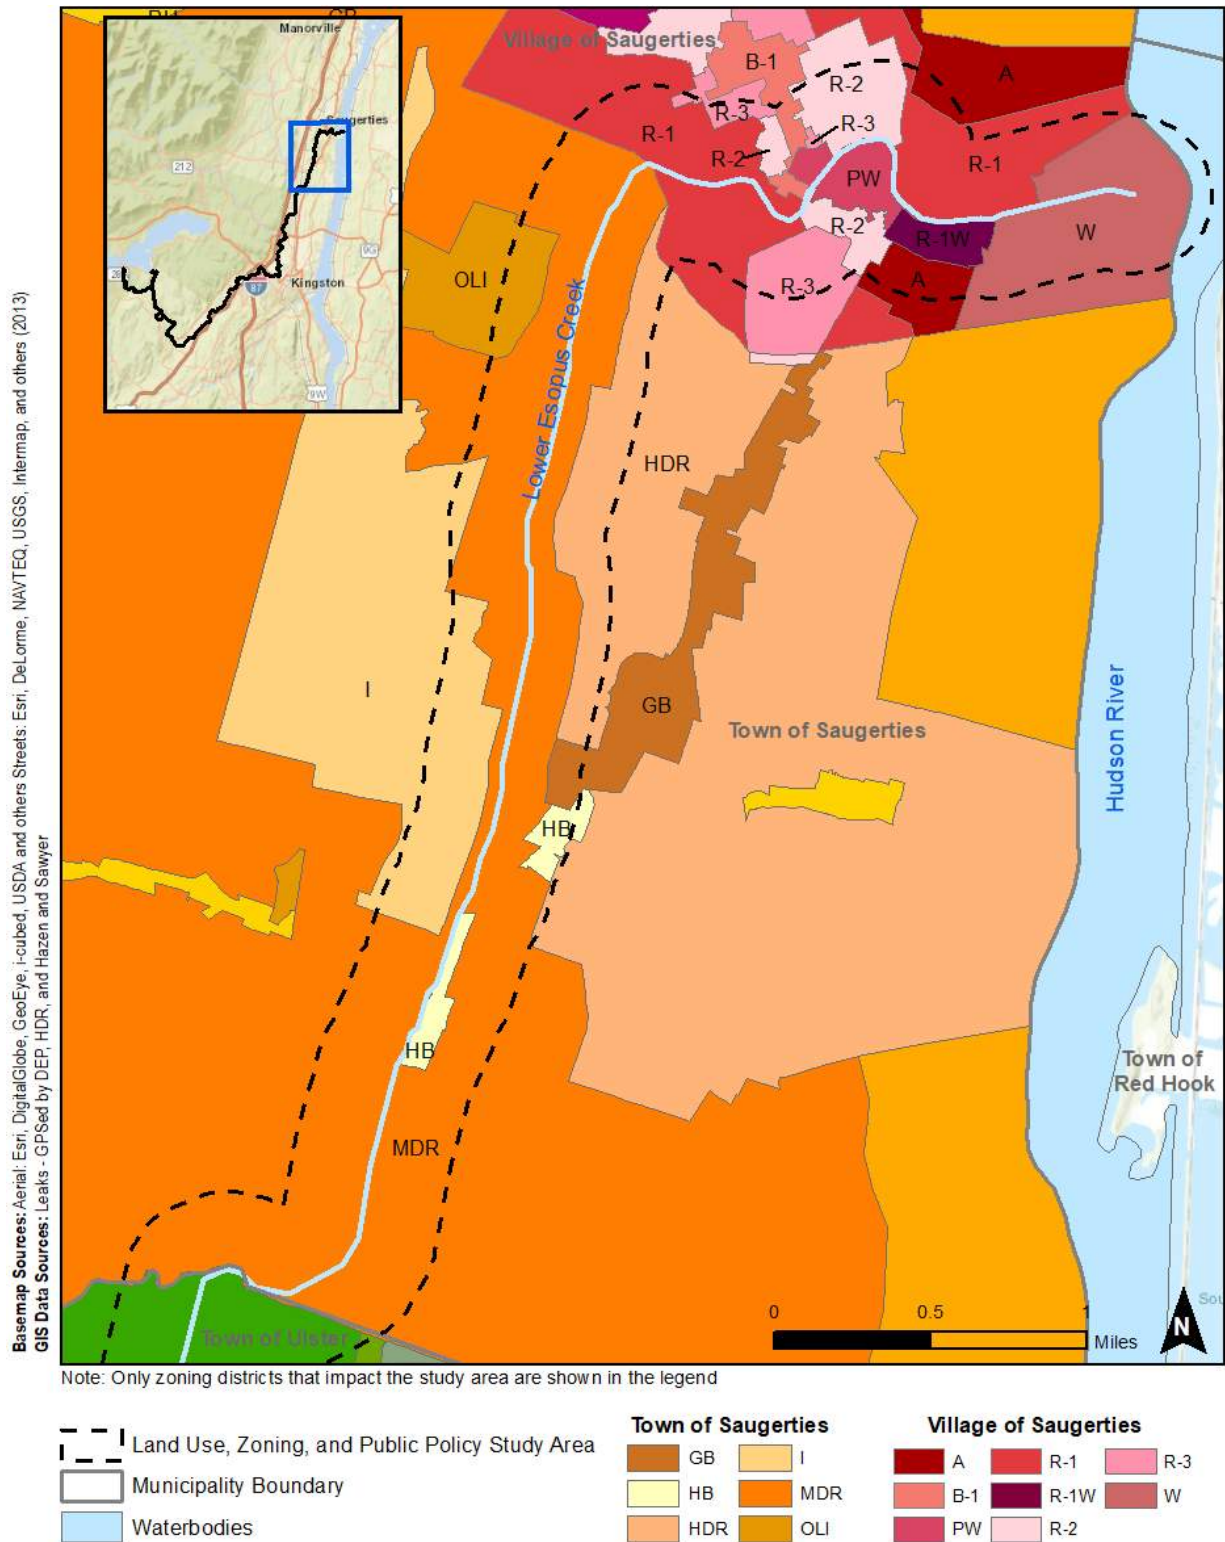 Manorville
Saugerties
212
9G
28
87
Kingston
9W
Village of Saugerties
B-1
R-2
A
R-3
R-3
R-1
R-2
R-1
PW
R-2
R-1W
W
OLI
R-3
A
Lower Esopus Creek
HDR
I
GB
Town of Saugerties
Hudson River
HB
HB
Town of
Red Hook
MDR
Town of Ulster
0 0.5 1
Miles
N
Basemap Sources: Aerial: Esri, DigitalGlobe, GeoEye, i-cubed, USDA and others Streets: Esri, DeLorme, NAVTEQ, USGS, Intermap, and others (2013)
GIS Data Sources: Leaks - GPSed by DEP, HDR, and Hazen and Sawyer
Note: Only zoning districts that impact the study area are shown in the legend
Land Use, Zoning, and Public Policy Study Area
Municipality Boundary
Waterbodies
Town of Saugerties
GB I
HB MDR
HDR OLI
Village of Saugerties
A R-1 R-3
B-1 R-1W W
PW R-2